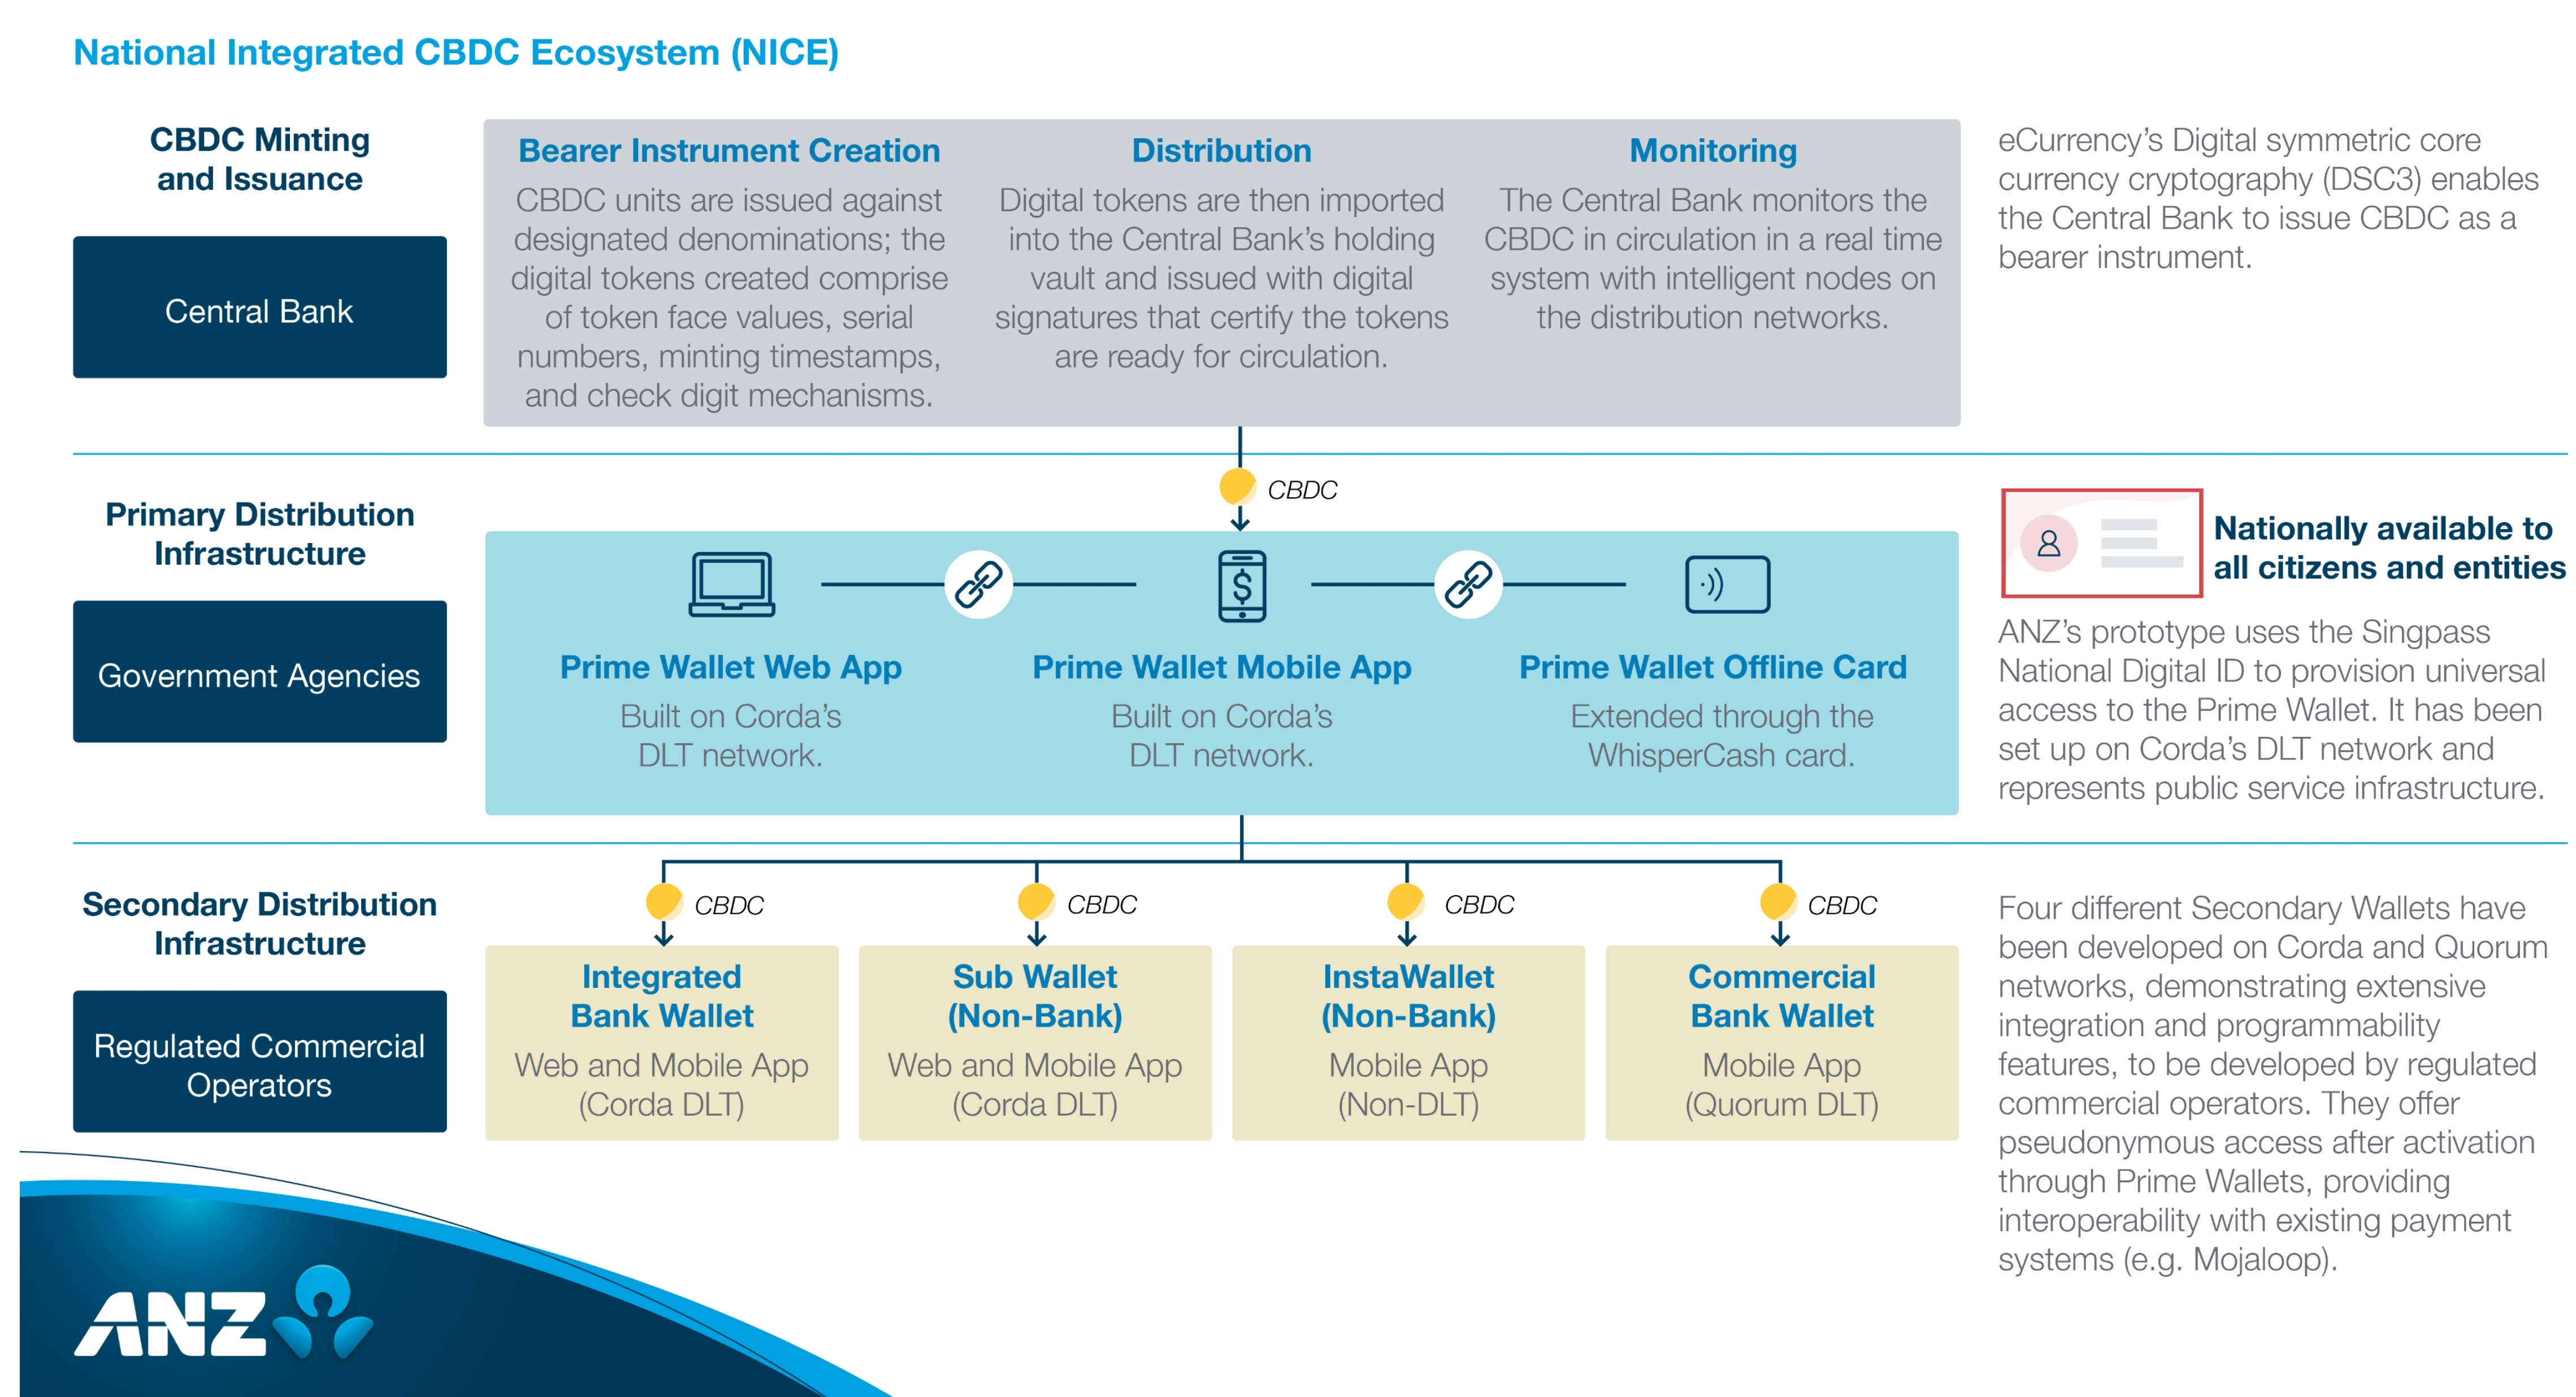 National Integrated CBDC Ecosystem (NICE)
CBDC Minting
and Issuance
Central Bank
Bearer Instrument Creation
CBDC units are issued against
designated denominations; the
digital tokens created comprise
of token face values, serial
numbers, minting timestamps,
and check digit mechanisms.
Distribution
Digital tokens are then imported
into the Central Bank's holding
vault and issued with digital
signatures that certify the tokens
are ready for circulation.
Monitoring
The Central Bank monitors the
CBDC in circulation in a real time
system with intelligent nodes on
the distribution networks.
eCurrency's Digital symmetric core
currency cryptography (DSC3) enables
the Central Bank to issue CBDC as a
bearer instrument.
CBDC
Primary Distribution
Infrastructure
Government Agencies
$
Prime Wallet Web App
Built on Corda's
DLT network.
Prime Wallet Mobile App
Built on Corda's
DLT network.
Prime Wallet Offline Card
Extended through the
WhisperCash card.
Nationally available to
all citizens and entities
ANZ's prototype uses the Singpass
National Digital ID to provision universal
access to the Prime Wallet. It has been
set up on Corda's DLT network and
represents public service infrastructure.
Secondary Distribution
Infrastructure
Regulated Commercial
Operators
CBDC
CBDC
CBDC
CBDC
Integrated
Bank Wallet
Web and Mobile App
(Corda DLT)
Sub Wallet
(Non-Bank)
Web and Mobile App
(Corda DLT)
InstaWallet
(Non-Bank)
Mobile App
(Non-DLT)
Commercial
Bank Wallet
Mobile App
(Quorum DLT)
Four different Secondary Wallets have
been developed on Corda and Quorum
networks, demonstrating extensive
integration and programmability
features, to be developed by regulated
commercial operators. They offer
pseudonymous access after activation
through Prime Wallets, providing
interoperability with existing payment
systems (e.g. Mojaloop).
ANZ